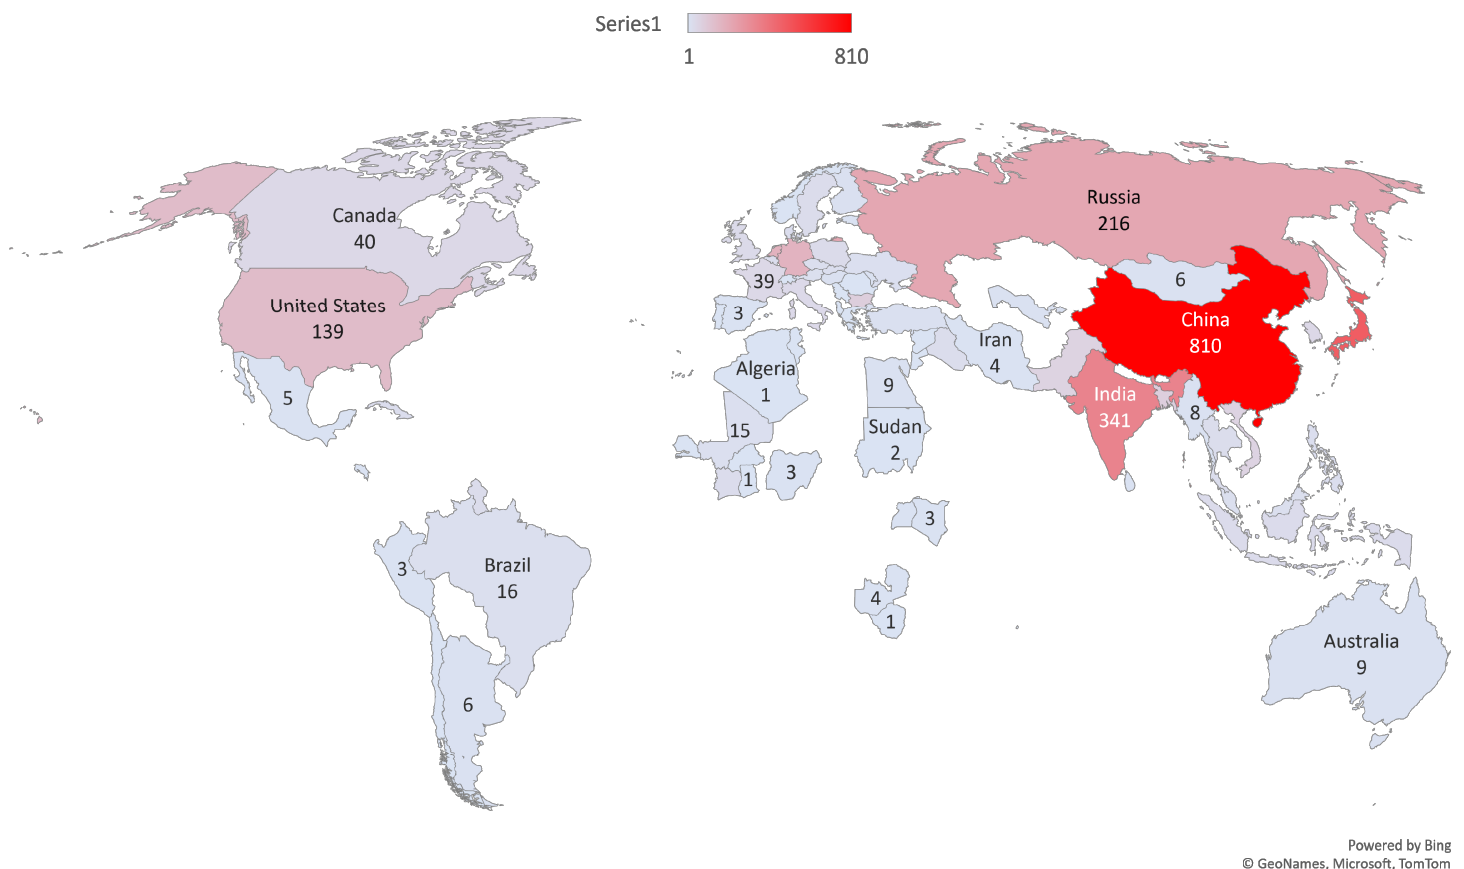 Series1
1 810
Canada
40
United States
139
5
3
Brazil
16
6
39
3
Algeria
1
15
1
3
9
Sudan
2
3
4
1
Iran
4
Russia
216
6
China
810
India
341
8
Australia
9
Powered by Bing
© GeoNames, Microsoft, TomTom